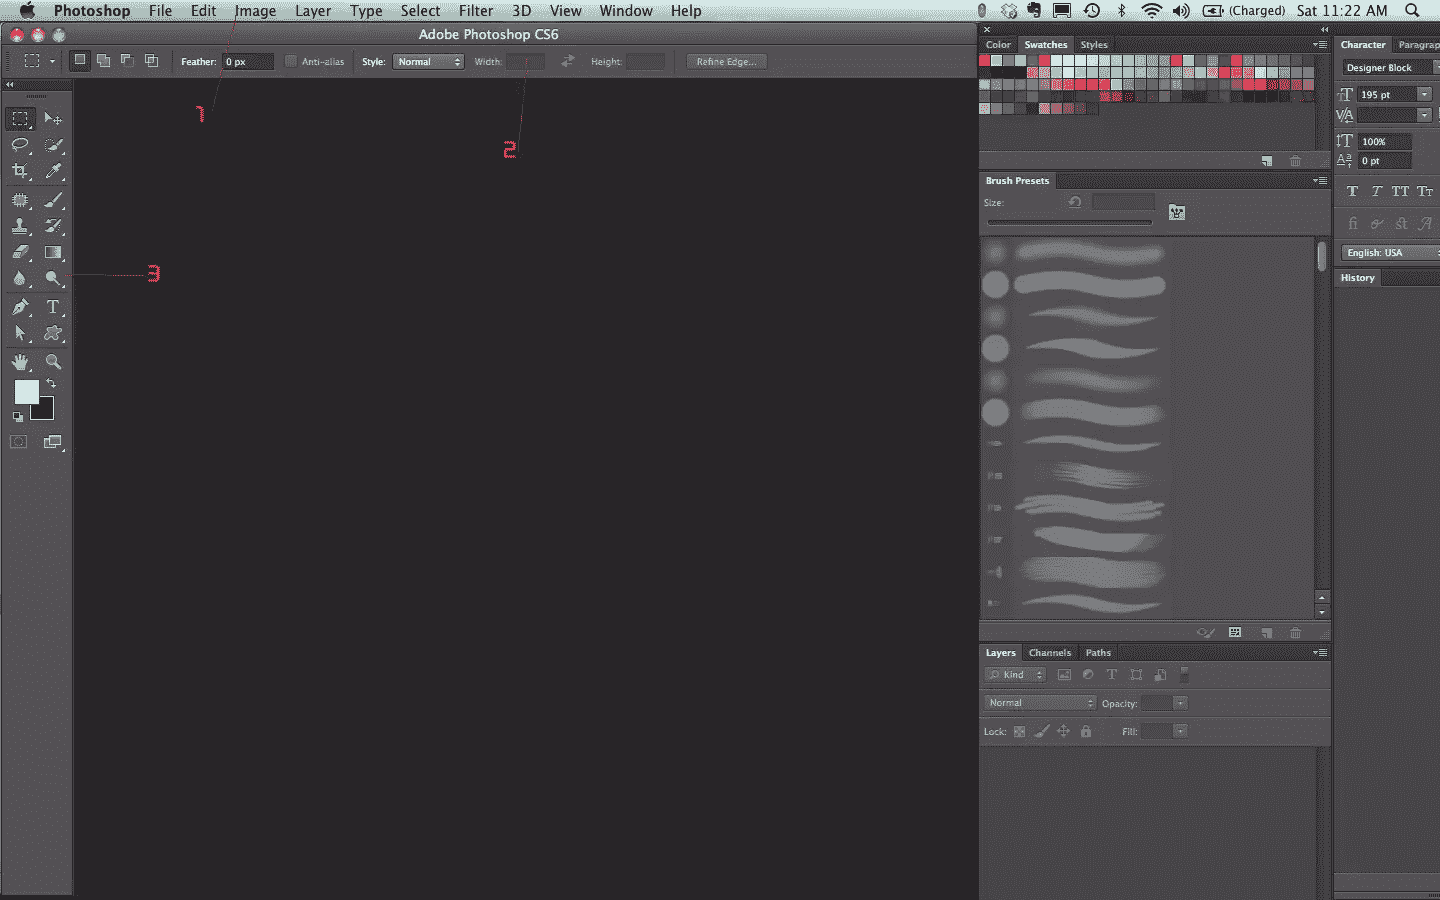 Photoshop File Edit Image Layer Type Select Filter 3D View Window Help (Charged) Sat 11:22 AM
Adobe Photoshop CS6
Feather: 0 px Anti-alias Style: Normal Width: Height: Refine Edge...
1
2
3
T
Color Swatches Styles
Brush Presets
Size:
Layers Channels Paths
Kind T
Normal Opacity:
Lock: Fill:
Character Paragrap
Designer Block
195 pt
100%
0 pt
T T TT Tт
fi st A
English: USA
History